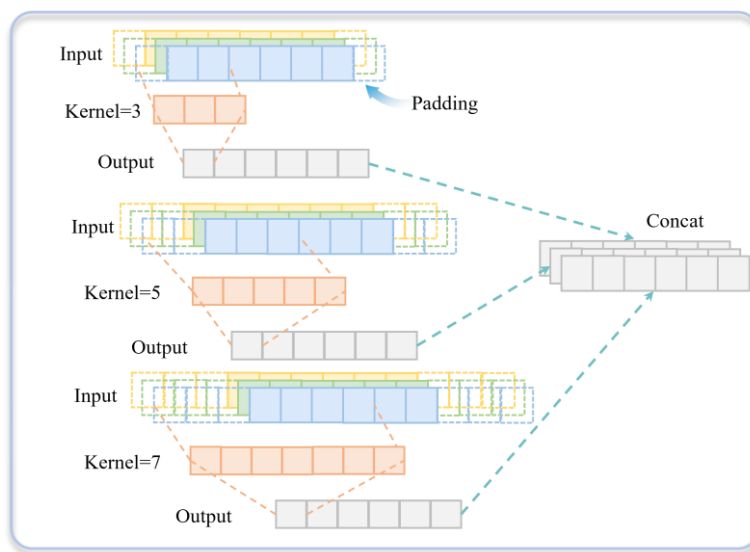 Input
Padding
Kernel=3
Output
Input
Concat
Kernel=5
Output
Input
Kernel=7
Output